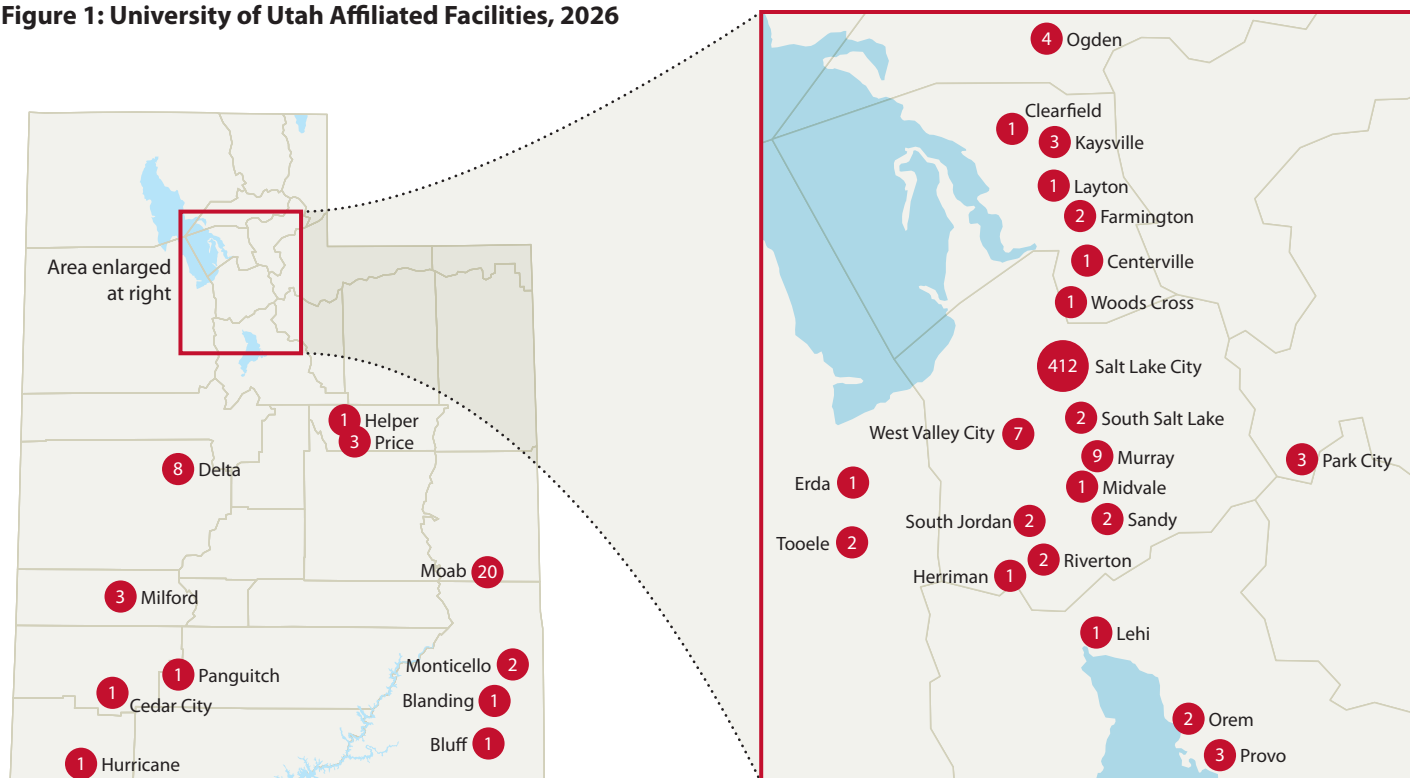 Figure 1: University of Utah Affiliated Facilities, 2026
Area enlarged
at right
1 Helper
3 Price
8 Delta
Moab 20
3 Milford
1 Panguitch
1 Cedar City
Monticello 2
Blanding 1
Bluff 1
1 Hurricane
4 Ogden
1 Clearfield
3 Kaysville
1 Layton
2 Farmington
1 Centerville
1 Woods Cross
412 Salt Lake City
2 South Salt Lake
West Valley City 7
9 Murray
3 Park City
Erda 1
1 Midvale
South Jordan 2
2 Sandy
Tooele 2
2 Riverton
Herriman 1
1 Lehi
2 Orem
3 Provo